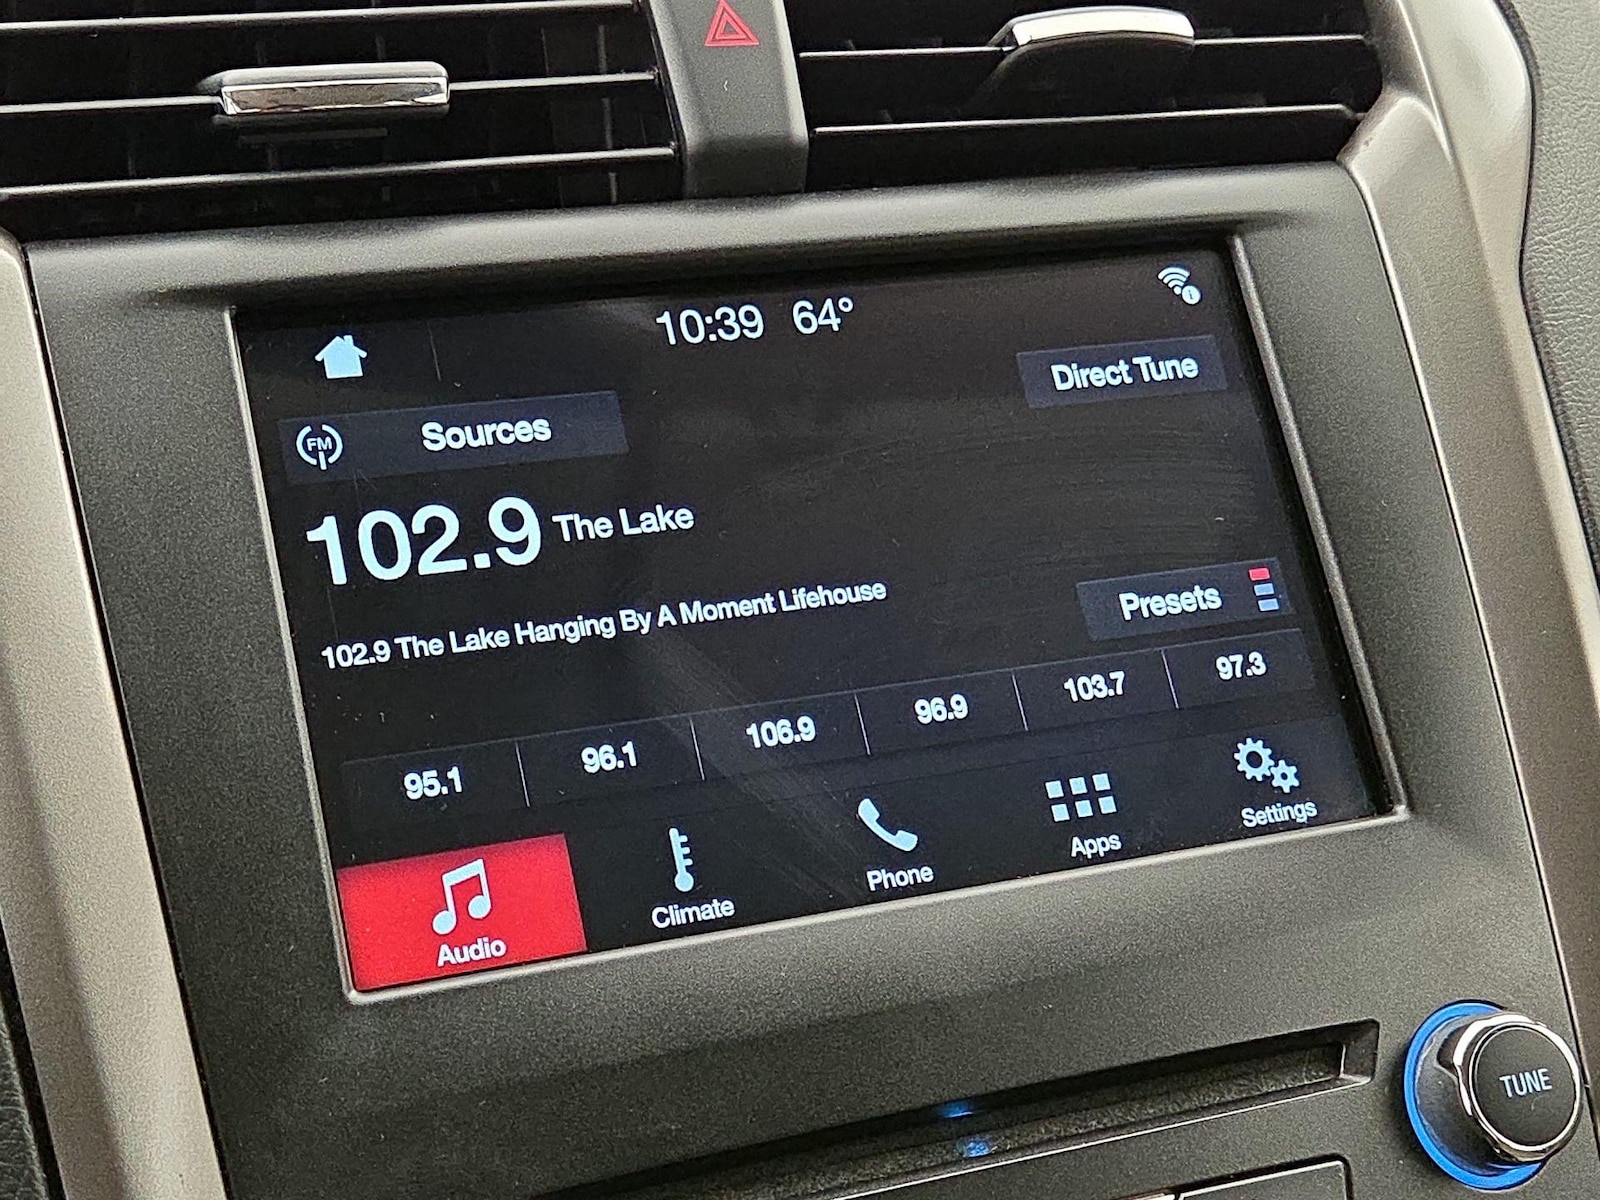 10:39 64°
Direct Tune
FM Sources
102.9 The Lake
102.9 The Lake Hanging By A Moment Lifehouse
Presets
95.1 96.1 106.9 96.9 103.7 97.3
Audio Climate Phone Apps Settings
TUNE